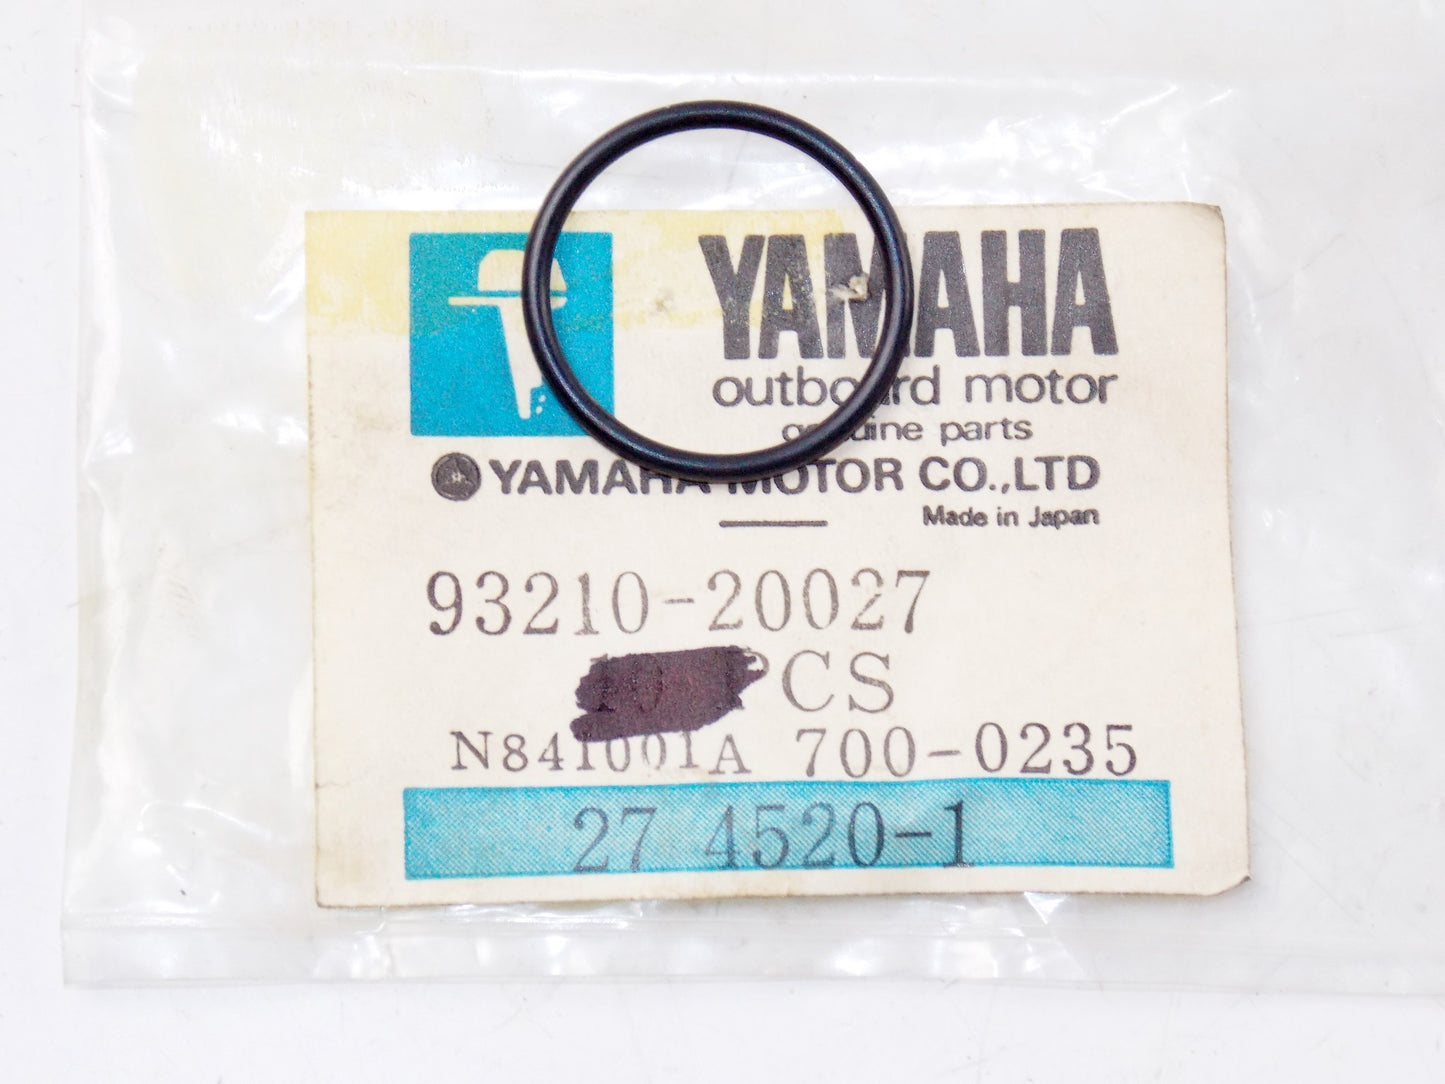 YAMAHA
outboard motor
genuine parts
YAMAHA MOTOR CO.,LTD
Made in Japan
93210-20027
PCS
N841001A 700-0235
27 4520-1